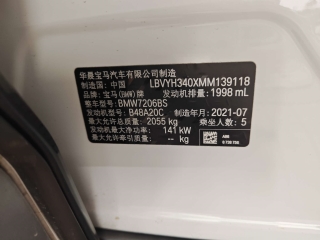 华晨宝马汽车有限公司制造
制造国: 中国 LBVYH340XMM139118
品牌: 宝马(BMW)牌 发动机排量: 1998 mL
整车型号: BMW7206BS
发动机型号: B48A20C 制造年月: 2021-07
最大允许总质量: 2055 kg 乘坐人数: 5
发动机最大净功率: 141 kW
最大允许牵引质量: -- kg